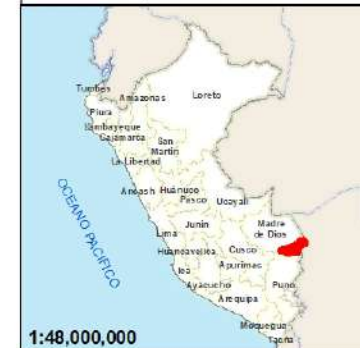 Tumbes
Amazonas
Loreto
Piura
Lambayeque
Cajamarca
San
Martin
La Libertad
Ancash
Huánuco
Pasco
Ucayali
OCEANO PACIFICO
Lima
Junin
Madre
de Dios
Huancavelica
Cusco
Ica
Apurimac
Ayacucho
Puno
Arequipa
Moquegua
Tacna
1:48,000,000